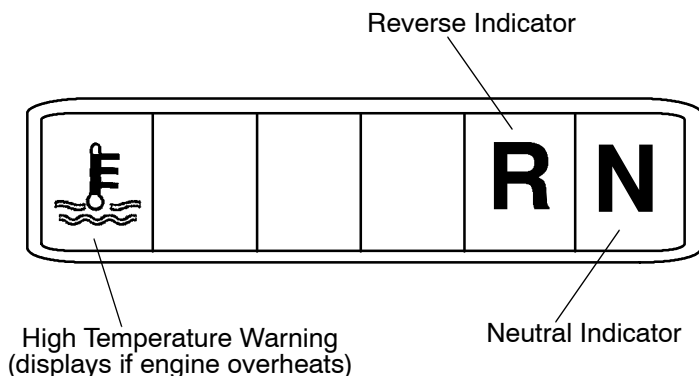 Reverse Indicator
R N
High Temperature Warning
(displays if engine overheats)
Neutral Indicator